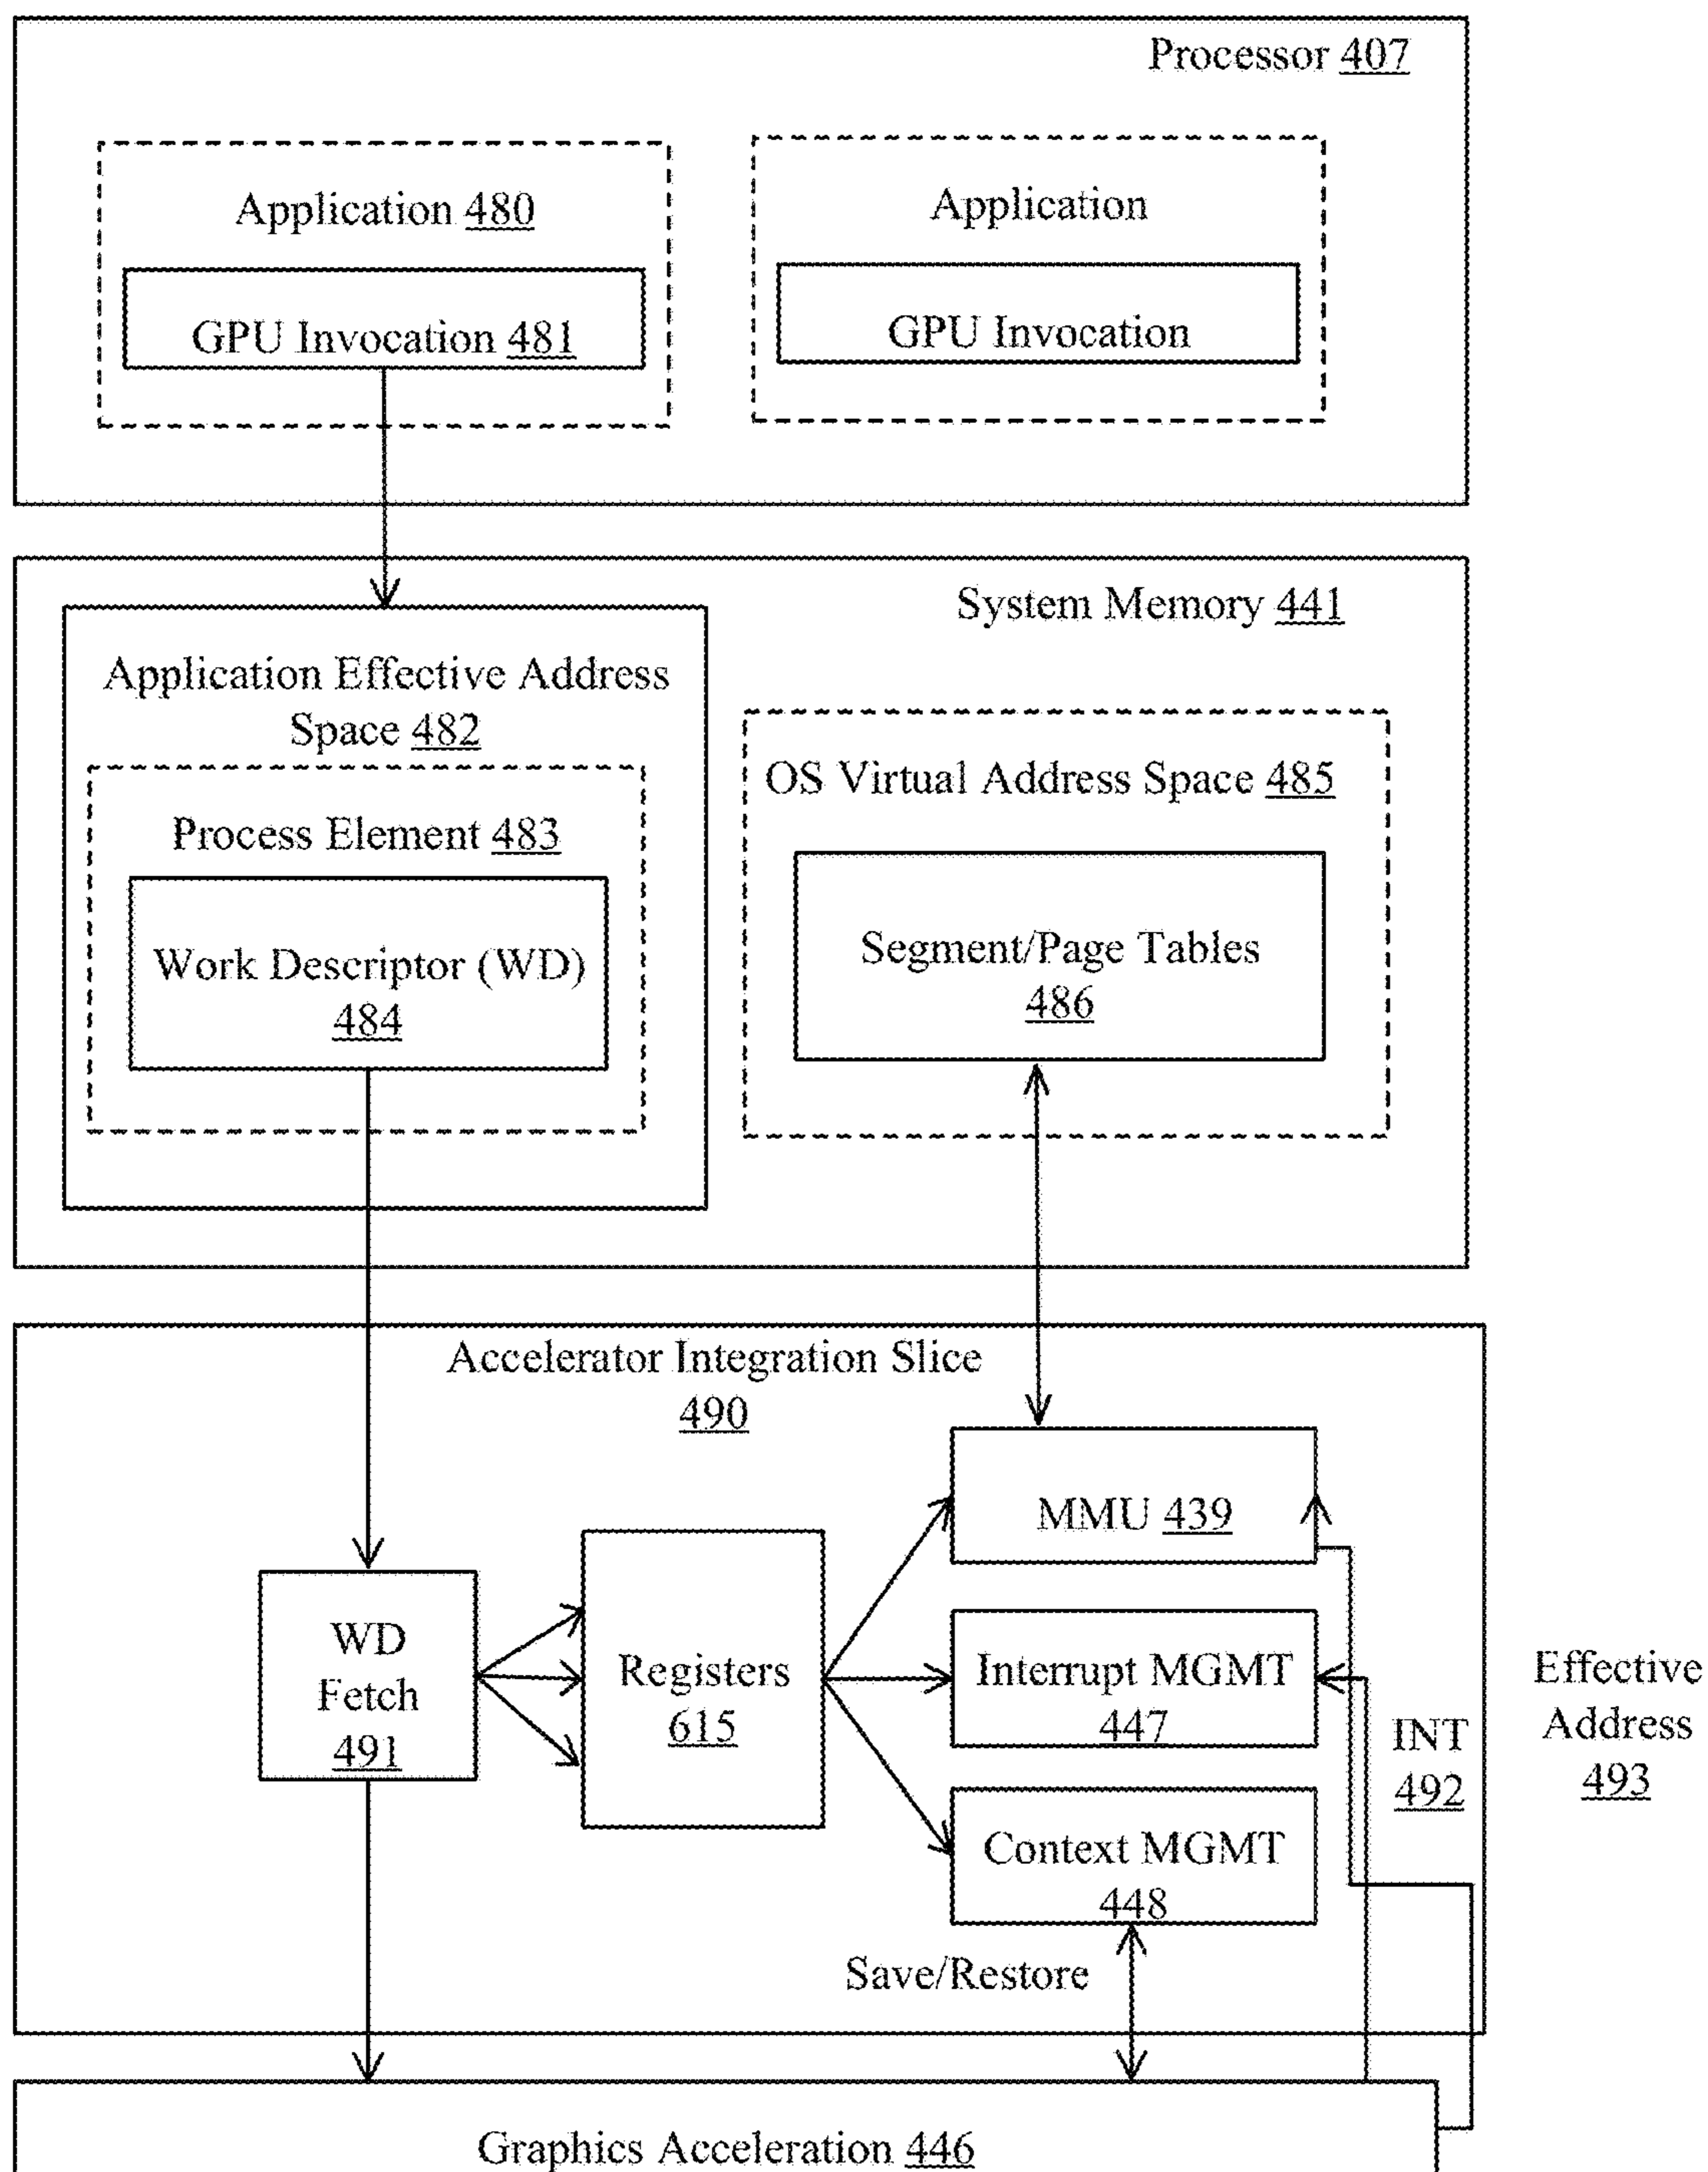 Processor 407
Application 480
GPU Invocation 481
Application
GPU Invocation
System Memory 441
Application Effective Address
Space 482
Process Element 483
Work Descriptor (WD)
484
OS Virtual Address Space 485
Segment/Page Tables
486
Accelerator Integration Slice
490
WD
Fetch
491
Registers
615
MMU 439
Interrupt MGMT
447
Context MGMT
448
Save/Restore
INT
492
Effective
Address
493
Graphics Acceleration 446